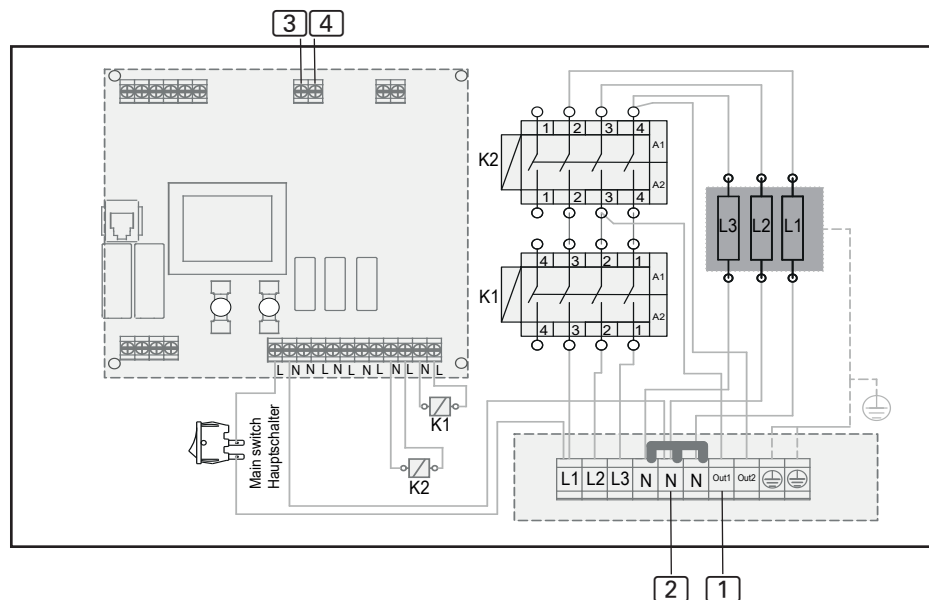 3 4
1 2 3 4
A1
K2
A2
1 2 3 4
L3 L2 L1
4 3 2 1
A1
K1
A2
4 3 2 1
L N N L N L N L N L N L
Main switch
Hauptschalter
K1
K2
L1 L2 L3 N N N Out1 Out2
2 1